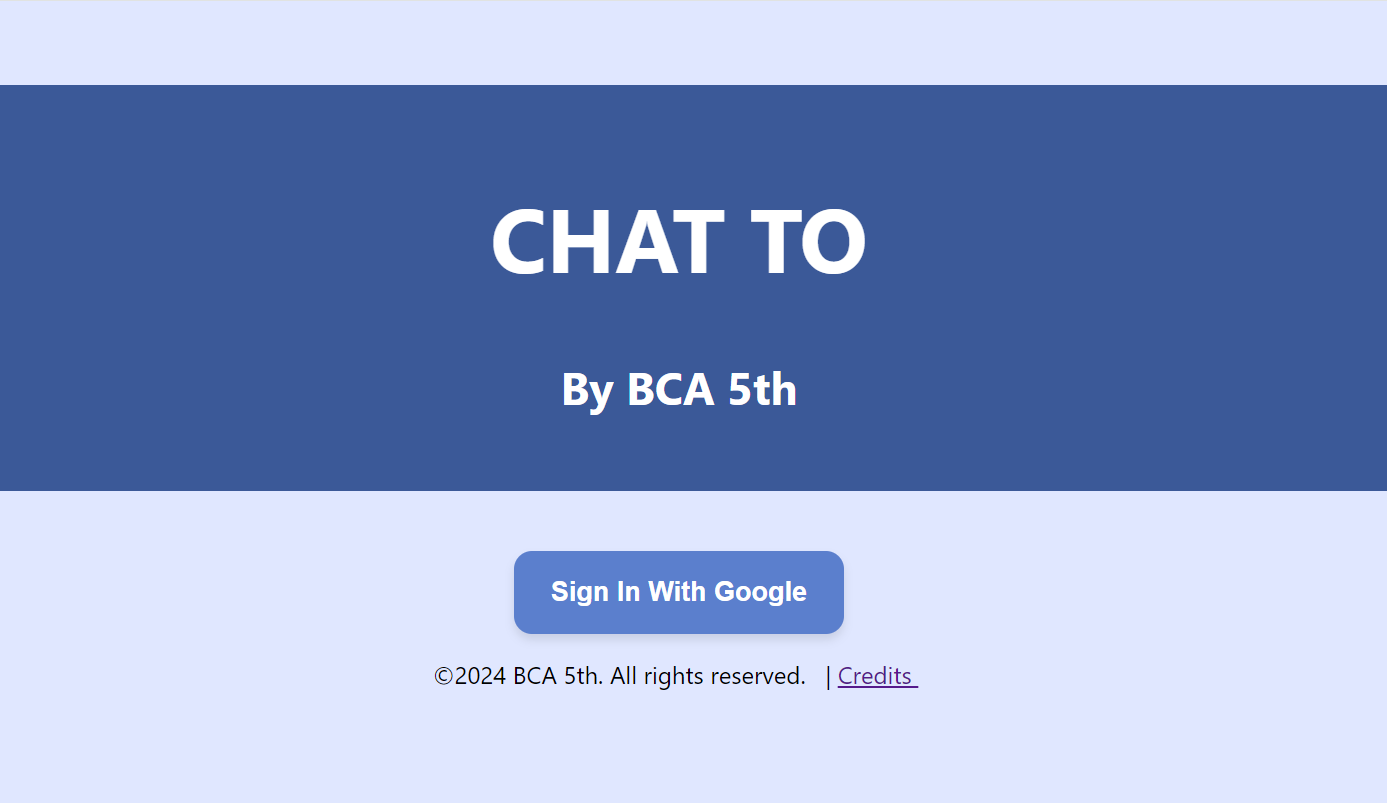 CHAT TO
By BCA 5th
Sign In With Google
©2024 BCA 5th. All rights reserved. | Credits